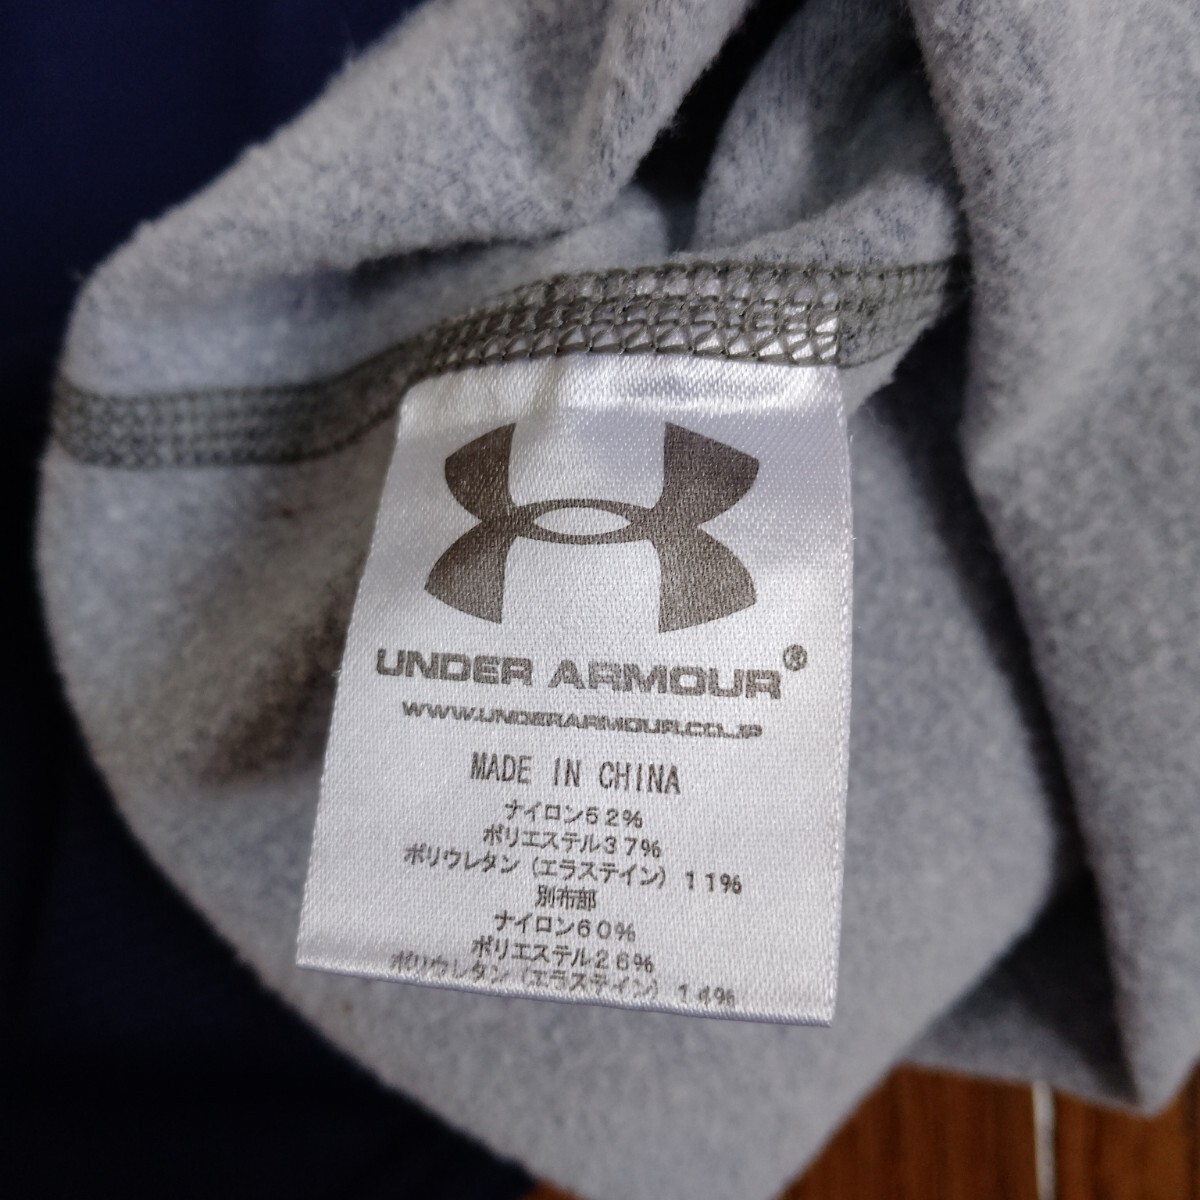 UNDER ARMOUR®
WWW.UNDERARMOUR.CO.JP
MADE IN CHINA
ナイロン52%
ポリエステル37%
ポリウレタン(エラステイン)11%
別布部
ナイロン60%
ポリエステル26%
ポリウレタン(エラステイン)14%